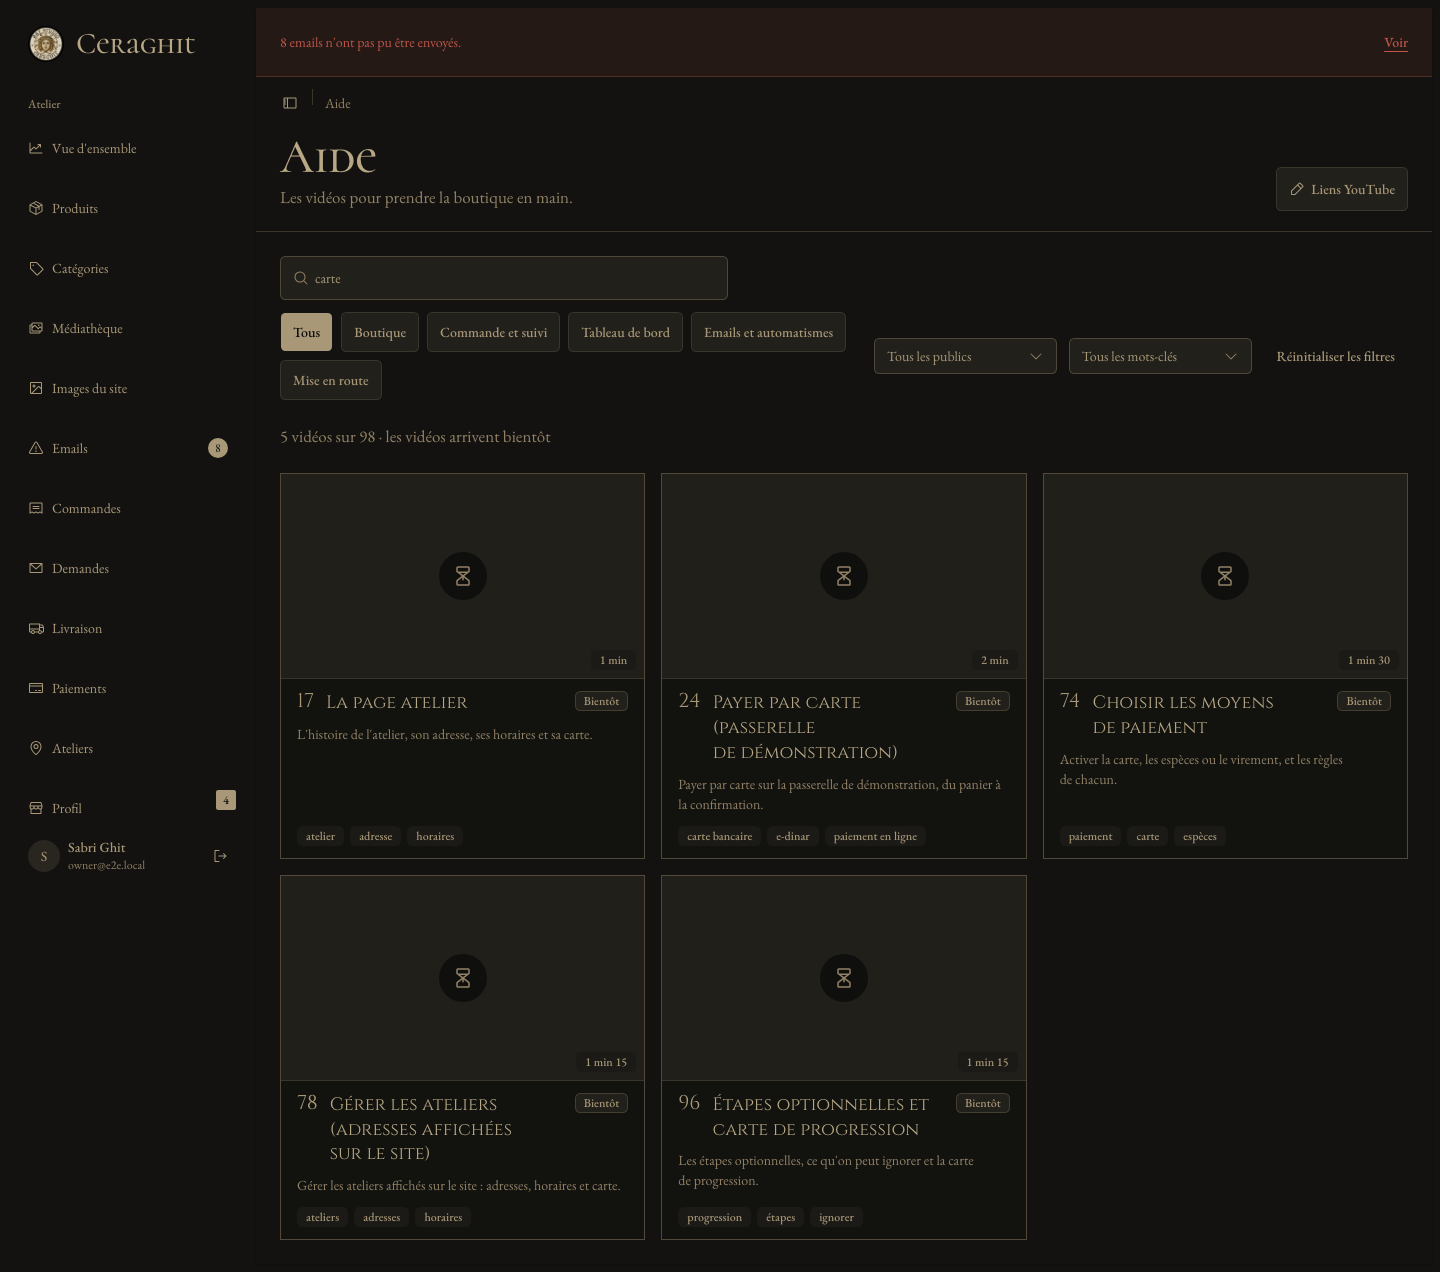 Ceraghit
Atelier
Vue d'ensemble
Produits
Catégories
Médiathèque
Images du site
Emails
8
Commandes
Demandes
Livraison
Paiements
Ateliers
Profil
4
S
Sabri Ghit
owner@e2e.local
8 emails n'ont pas pu être envoyés.
Voir
Aide
Aide
Les vidéos pour prendre la boutique en main.
Liens YouTube
carte
Tous
Boutique
Commande et suivi
Tableau de bord
Emails et automatismes
Mise en route
Tous les publics
Tous les mots-clés
Réinitialiser les filtres
5 vidéos sur 98 · les vidéos arrivent bientôt
1 min
17 La page atelier
Bientôt
L'histoire de l'atelier, son adresse, ses horaires et sa carte.
atelier
adresse
horaires
2 min
24 Payer par carte
(passerelle
de démonstration)
Bientôt
Payer par carte sur la passerelle de démonstration, du panier à
la confirmation.
carte bancaire
e-dinar
paiement en ligne
1 min 30
74 Choisir les moyens
de paiement
Bientôt
Activer la carte, les espèces ou le virement, et les règles
de chacun.
paiement
carte
espèces
1 min 15
78 Gérer les ateliers
(adresses affichées
sur le site)
Bientôt
Gérer les ateliers affichés sur le site : adresses, horaires et carte.
ateliers
adresses
horaires
1 min 15
96 Étapes optionnelles et
carte de progression
Bientôt
Les étapes optionnelles, ce qu'on peut ignorer et la carte
de progression.
progression
étapes
ignorer